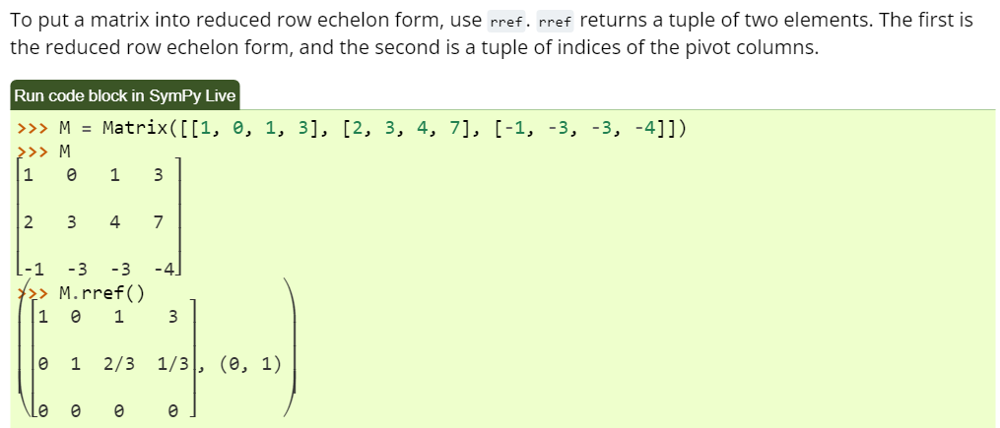 To put a matrix into reduced row echelon form, use rref. rref returns a tuple of two elements. The first is
the reduced row echelon form, and the second is a tuple of indices of the pivot columns.
Run code block in SymPy Live
>>> M = Matrix([[1, 0, 1, 3], [2, 3, 4, 7], [-1, -3, -3, -4]])
>>> M
⎡1 0 1 3 ⎤
⎢2 3 4 7 ⎥
⎣-1 -3 -3 -4⎦
>>> M.rref()
⎛⎡1 0 1 3 ⎤ ⎞
⎜⎢0 1 2/3 1/3⎥, (0, 1)⎟
⎝⎣0 0 0 0 ⎦ ⎠